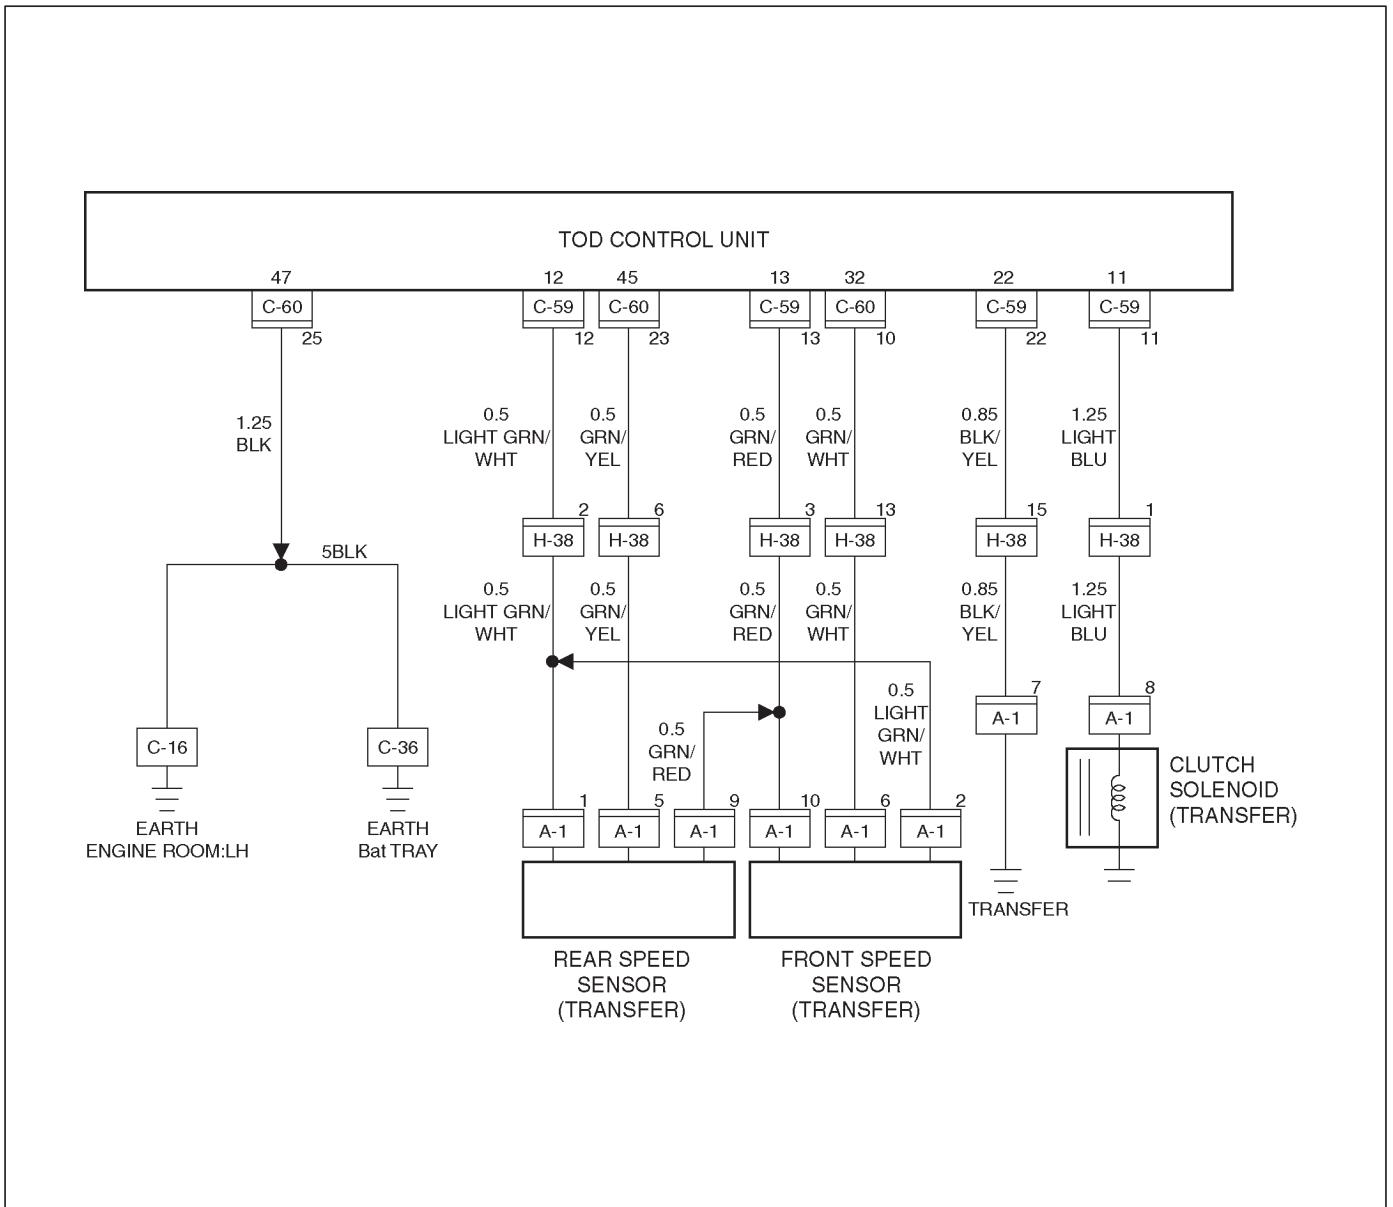 TOD CONTROL UNIT
47 12 45 13 32 22 11
C-60 C-59 C-60 C-59 C-60 C-59 C-59
25 12 23 13 10 22 11
1.25
BLK
0.5
LIGHT GRN/
WHT
0.5
GRN/
YEL
0.5
GRN/
RED
0.5
GRN/
WHT
0.85
BLK/
YEL
1.25
LIGHT
BLU
2 6 3 13 15 1
H-38 H-38 H-38 H-38 H-38 H-38
5BLK
0.5
LIGHT GRN/
WHT
0.5
GRN/
YEL
0.5
GRN/
RED
0.5
GRN/
WHT
0.85
BLK/
YEL
1.25
LIGHT
BLU
0.5
GRN/
RED
0.5
LIGHT
GRN/
WHT
7 8
A-1 A-1
C-16 C-36
EARTH
ENGINE ROOM:LH
EARTH
Bat TRAY
1 5 9 10 6 2
A-1 A-1 A-1 A-1 A-1 A-1
CLUTCH
SOLENOID
(TRANSFER)
TRANSFER
REAR SPEED
SENSOR
(TRANSFER)
FRONT SPEED
SENSOR
(TRANSFER)